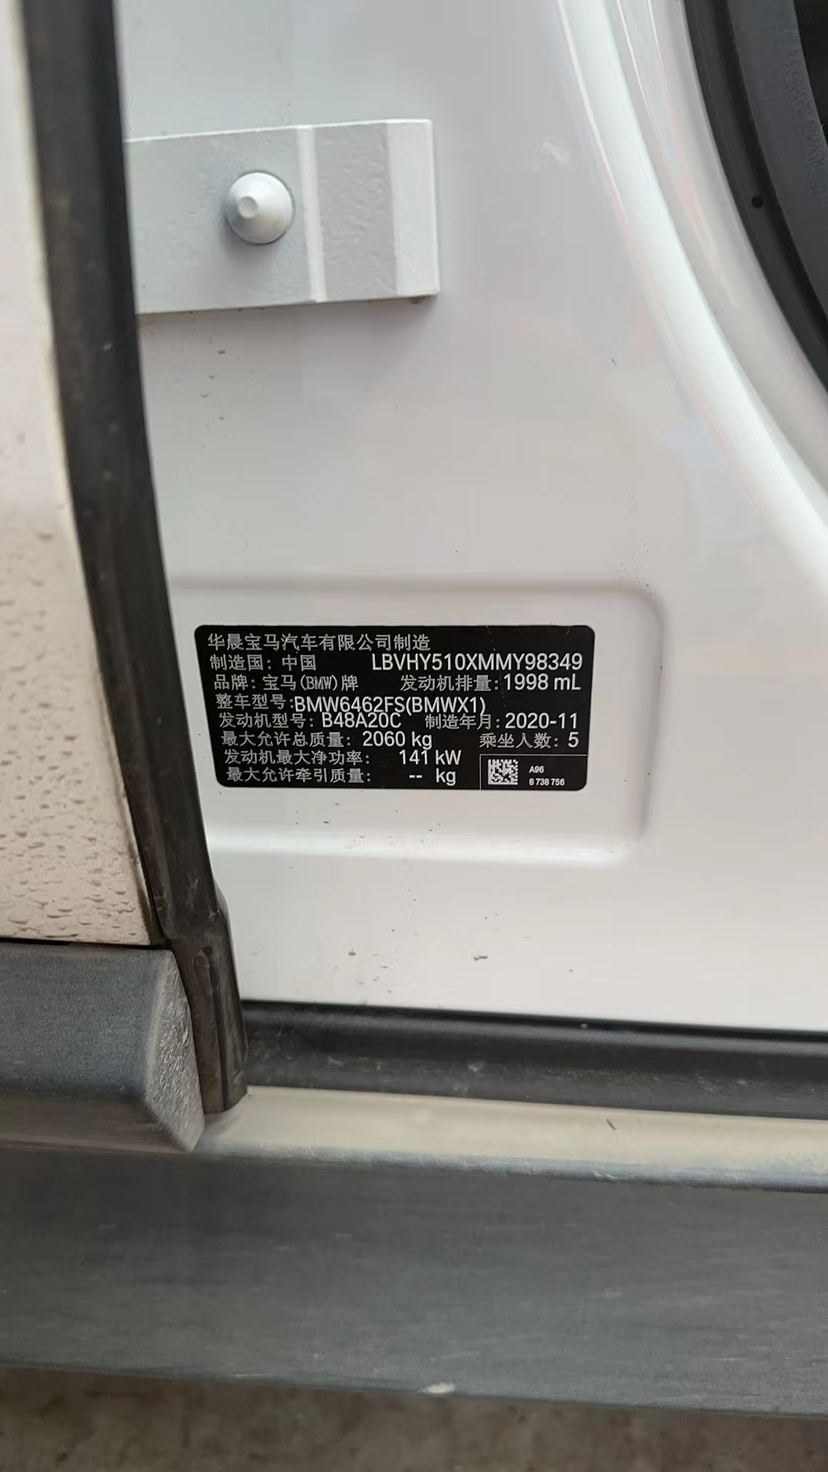 华晨宝马汽车有限公司制造
制造国：中国 LBVHY510XMMY98349
品牌：宝马(BMW)牌 发动机排量：1998 mL
整车型号：BMW6462FS(BMWX1)
发动机型号：B48A20C 制造年月：2020-11
最大允许总质量：2060 kg 乘坐人数：5
发动机最大净功率：141 kW
最大允许牵引质量：-- kg
A96
8 738 756